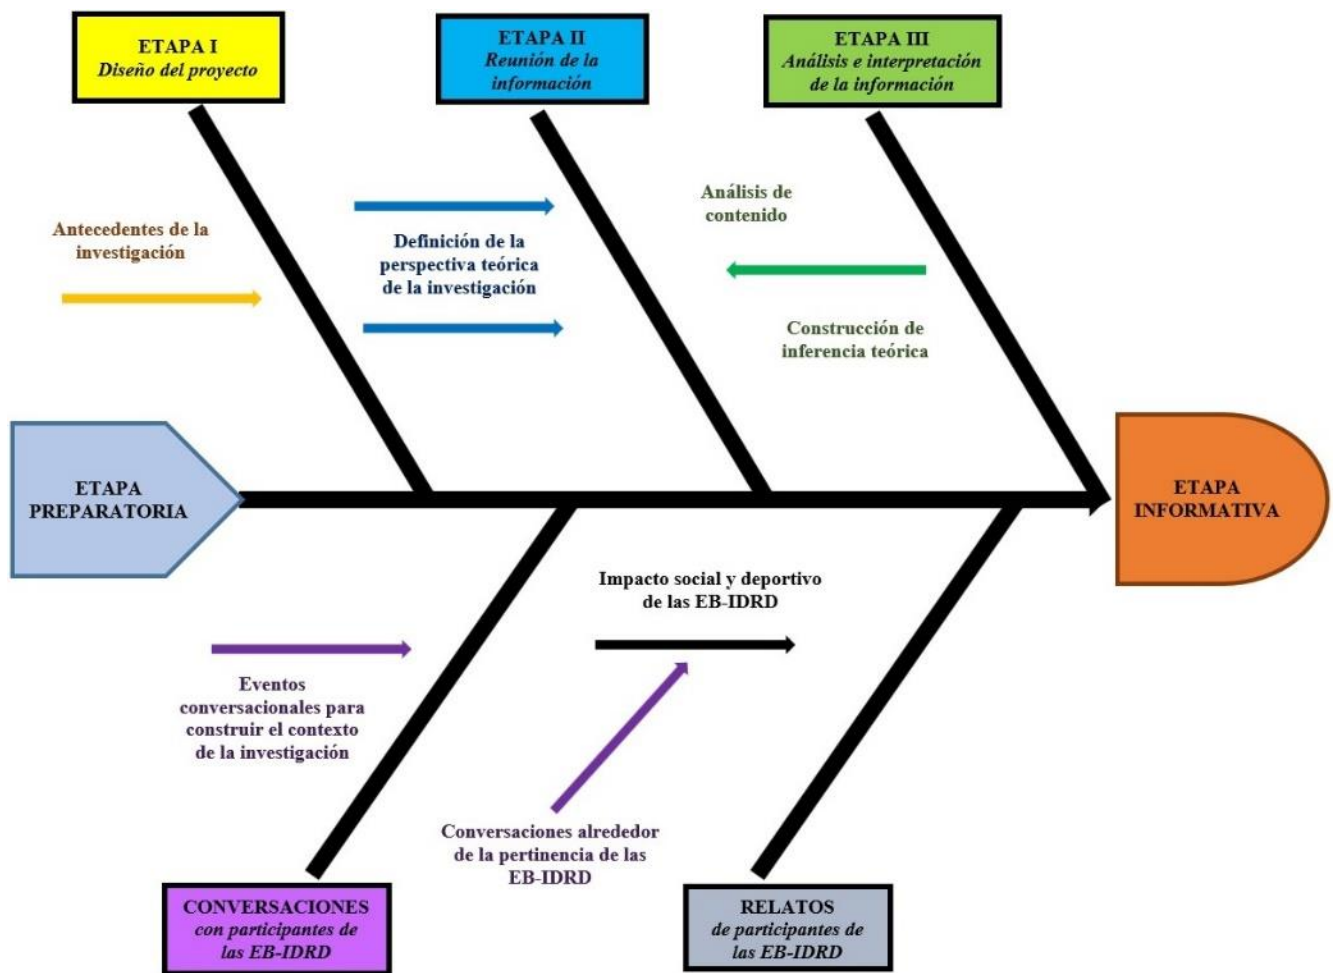 ETAPA I
Diseño del proyecto
ETAPA II
Reunión de la
información
ETAPA III
Análisis e interpretación
de la información
Antecedentes de la
investigación
Definición de la
perspectiva teórica
de la investigación
Análisis de
contenido
Construcción de
inferencia teórica
ETAPA
PREPARATORIA
ETAPA
INFORMATIVA
Impacto social y deportivo
de las EB-IDRD
Eventos
conversacionales para
construir el contexto
de la investigación
Conversaciones alrededor
de la pertinencia de las
EB-IDRD
CONVERSACIONES
con participantes de
las EB-IDRD
RELATOS
de participantes de
las EB-IDRD